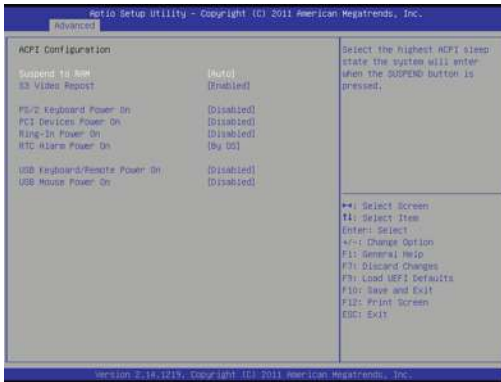 Aptio Setup Utility - Copyright (C) 2011 American Megatrends, Inc.
Advanced
ACPI Configuration
Suspend to RAM [Auto]
S3 Video Repost [Enabled]
PS/2 Keyboard Power On [Disabled]
PCI Devices Power On [Disabled]
Ring-In Power On [Disabled]
RTC Alarm Power On [By OS]
USB Keyboard/Remote Power On [Disabled]
USB Mouse Power On [Disabled]
Select the highest ACPI sleep
state the system will enter
when the SUSPEND button is
pressed.
→←: Select Screen
↑↓: Select Item
Enter: Select
+/-: Change Option
F1: General Help
F7: Discard Changes
F9: Load UEFI Defaults
F10: Save and Exit
F12: Print Screen
ESC: Exit
Version 2.14.1219. Copyright (C) 2011 American Megatrends, Inc.